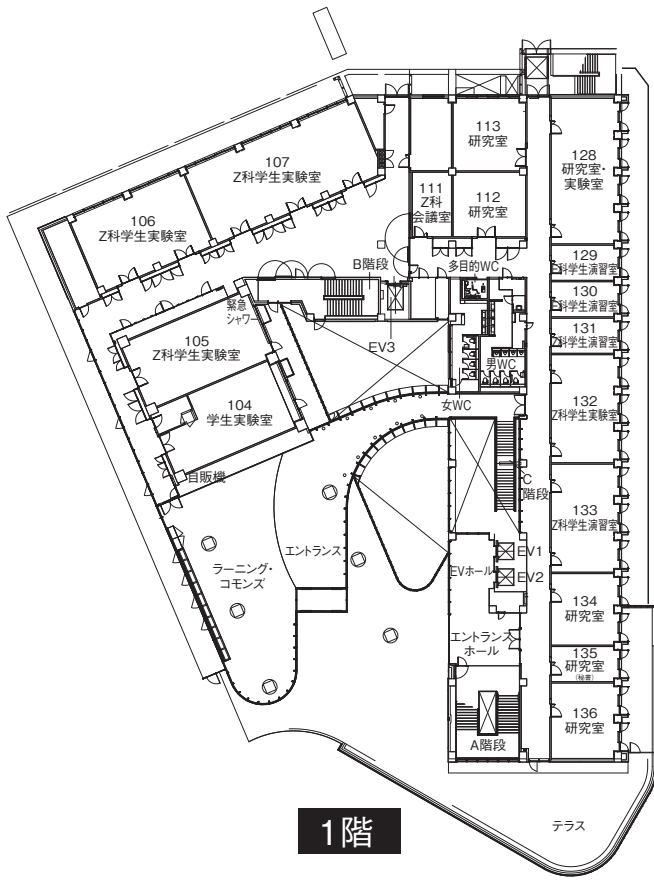 107
Z科学生実験室
106
Z科学生実験室
113
研究室
112
研究室
111
Z科
会議室
128
研究室・
実験室
B階段
多目的WC
129
科学生演習室
130
科学生演習室
131
科学生演習室
緊急
シャワー
105
Z科学生実験室
104
学生実験室
EV3
男WC
女WC
132
Z科学生実験室
自販機
C
階段
133
Z科学生演習室
エントランス
ラーニング・
コモンズ
EV1
EVホール
EV2
134
研究室
エントランス
ホール
135
研究室
(秘書)
136
研究室
A階段
テラス
1階